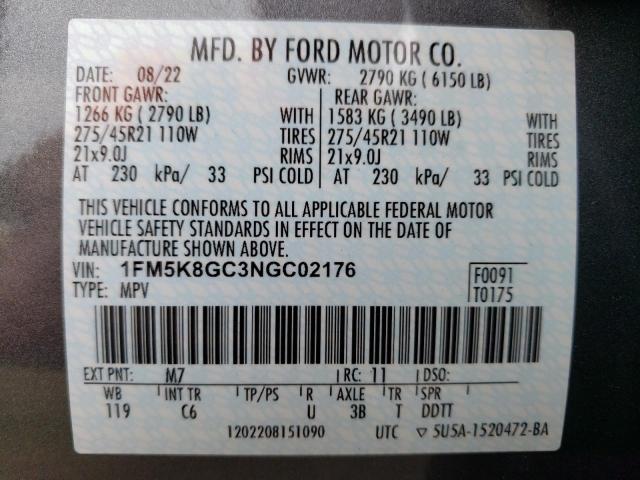 MFD. BY FORD MOTOR CO.
DATE: 08/22 GVWR: 2790 KG ( 6150 LB)
FRONT GAWR: REAR GAWR:
1266 KG ( 2790 LB) WITH 1583 KG ( 3490 LB) WITH
275/45R21 110W TIRES 275/45R21 110W TIRES
21x9.0J RIMS 21x9.0J RIMS
AT 230 kPa/ 33 PSI COLD AT 230 kPa/ 33 PSI COLD
THIS VEHICLE CONFORMS TO ALL APPLICABLE FEDERAL MOTOR
VEHICLE SAFETY STANDARDS IN EFFECT ON THE DATE OF
MANUFACTURE SHOWN ABOVE.
VIN: 1FM5K8GC3NGC02176 F0091
TYPE: MPV T0175
EXT PNT: M7 RC: 11 DSO:
WB INT TR TP/PS R AXLE TR SPR
119 C6 U 3B T DDTT
1202208151090 UTC ▽ 5U5A-1520472-BA